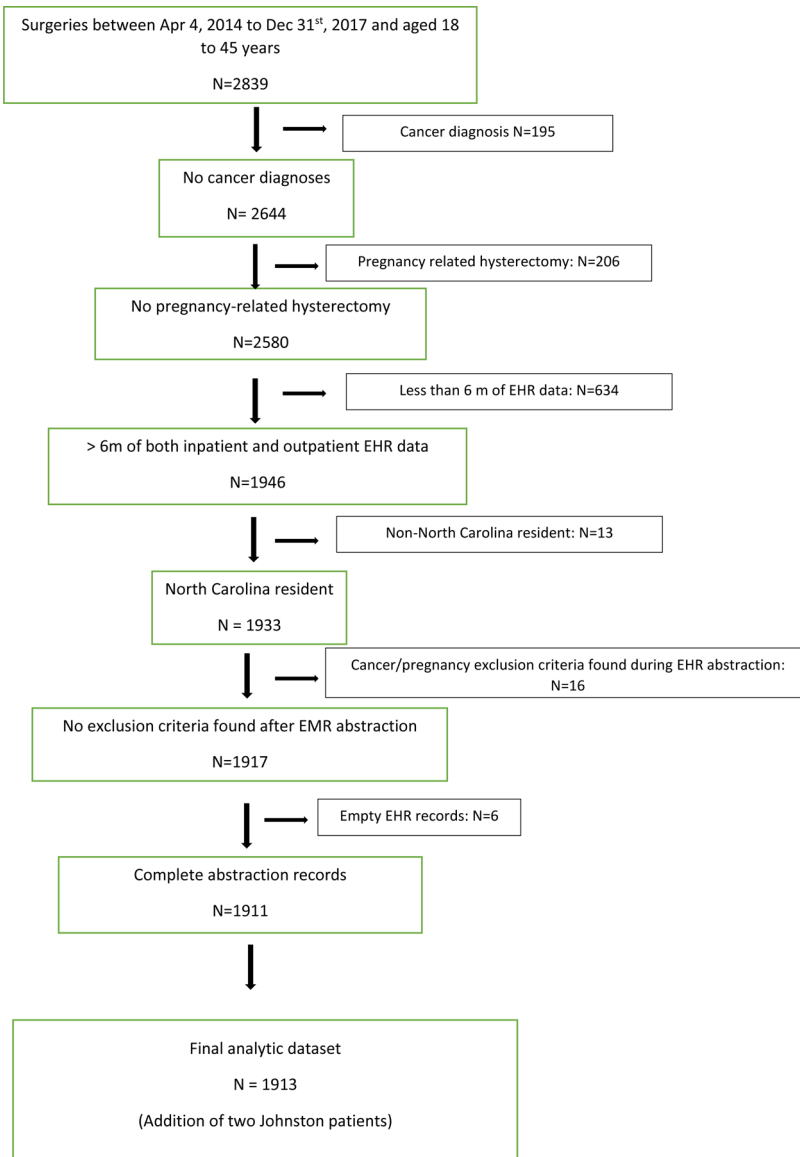 Surgeries between Apr 4, 2014 to Dec 31st, 2017 and aged 18
to 45 years
N=2839
Cancer diagnosis N=195
No cancer diagnoses
N= 2644
Pregnancy related hysterectomy: N=206
No pregnancy-related hysterectomy
N=2580
Less than 6 m of EHR data: N=634
> 6m of both inpatient and outpatient EHR data
N=1946
Non-North Carolina resident: N=13
North Carolina resident
N = 1933
Cancer/pregnancy exclusion criteria found during EHR abstraction:
N=16
No exclusion criteria found after EMR abstraction
N=1917
Empty EHR records: N=6
Complete abstraction records
N=1911
Final analytic dataset
N = 1913
(Addition of two Johnston patients)